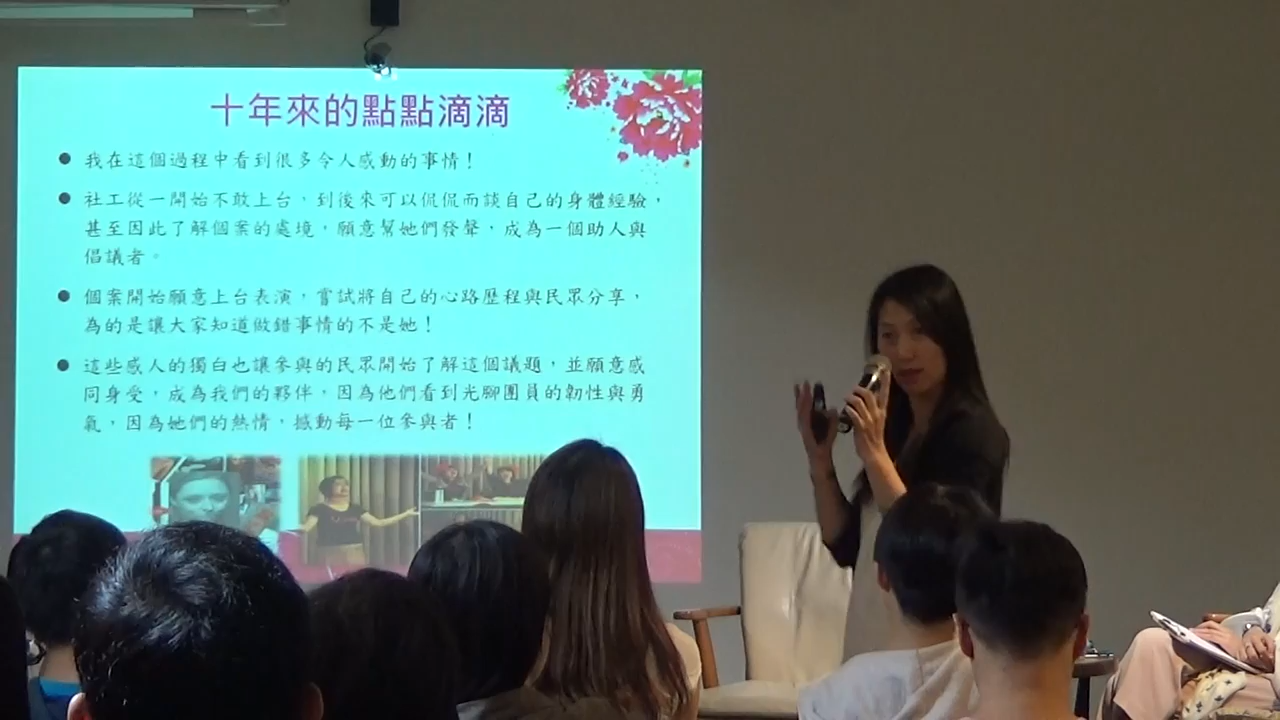 十年來的點點滴滴
我在這個過程中看到很多令人感動的事情！
社工從一開始不敢上台，到後來可以侃侃而談自己的身體經驗，
甚至因此了解個案的處境，願意幫她們發聲，成為一個助人與
倡議者。
個案開始願意上台表演，嘗試將自己的心路歷程與民眾分享，
為的是讓大家知道做錯事情的不是她！
這些感人的獨白也讓參與的民眾開始了解這個議題，並願意感
同身受，成為我們的夥伴，因為他們看到光腳團員的韌性與勇
氣，因為她們的熱情，撼動每一位參與者！